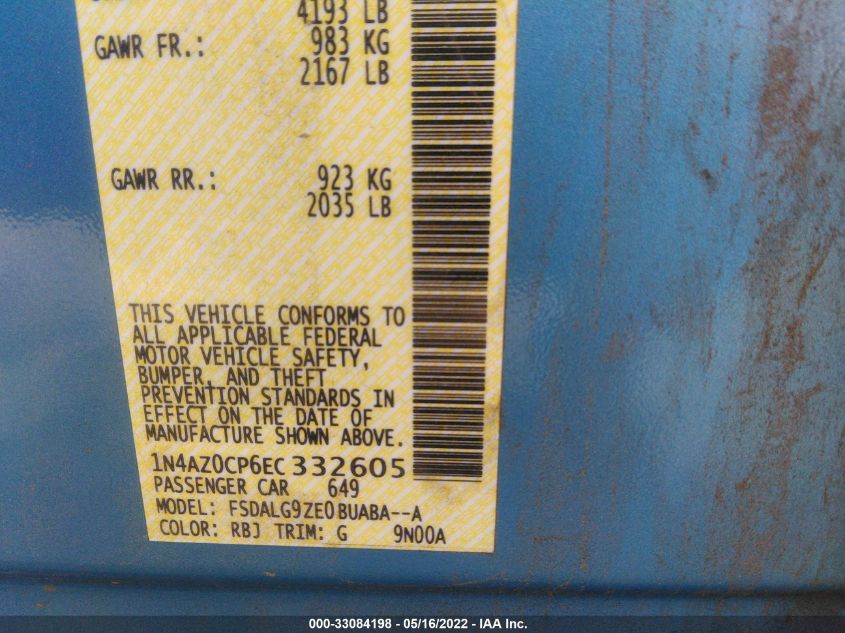 4193 LB
GAWR FR.: 983 KG
2167 LB
GAWR RR.: 923 KG
2035 LB
THIS VEHICLE CONFORMS TO
ALL APPLICABLE FEDERAL
MOTOR VEHICLE SAFETY,
BUMPER, AND THEFT
PREVENTION STANDARDS IN
EFFECT ON THE DATE OF
MANUFACTURE SHOWN ABOVE.
1N4AZ0CP6EC332605
PASSENGER CAR 649
MODEL: FSDALG9ZE0BUABA--A
COLOR: RBJ TRIM: G 9N00A
000-33084198 - 05/16/2022 - IAA Inc.